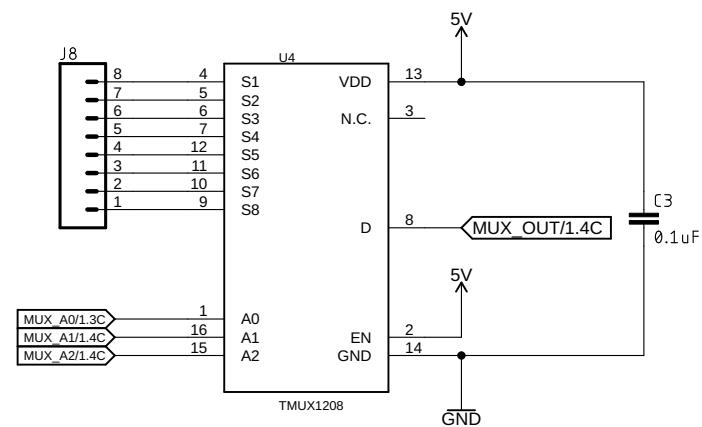 5V
J8
U4
8 4 S1 VDD 13
7 5 S2
6 6 S3 N.C. 3
5 7 S4
4 12 S5
3 11 S6
2 10 S7
1 9 S8
C3
D 8 MUX_OUT/1.4C
0.1uF
5V
MUX_A0/1.3C 1 A0
MUX_A1/1.4C 16 A1 EN 2
MUX_A2/1.4C 15 A2 GND 14
TMUX1208
GND